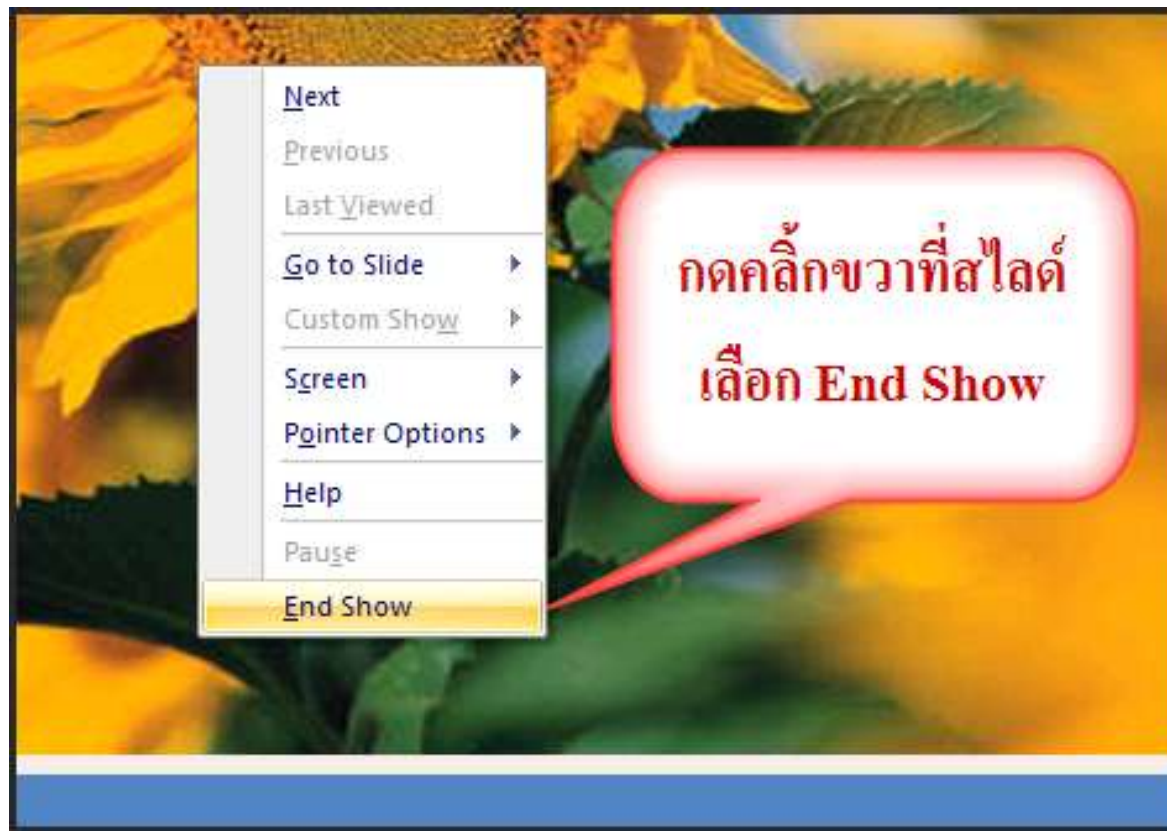 Next
Previous
Last Viewed
Go to Slide
Custom Show
Screen
Pointer Options
Help
Pause
End Show
กดคลิ้กขวาที่สไลด์
เลือก End Show